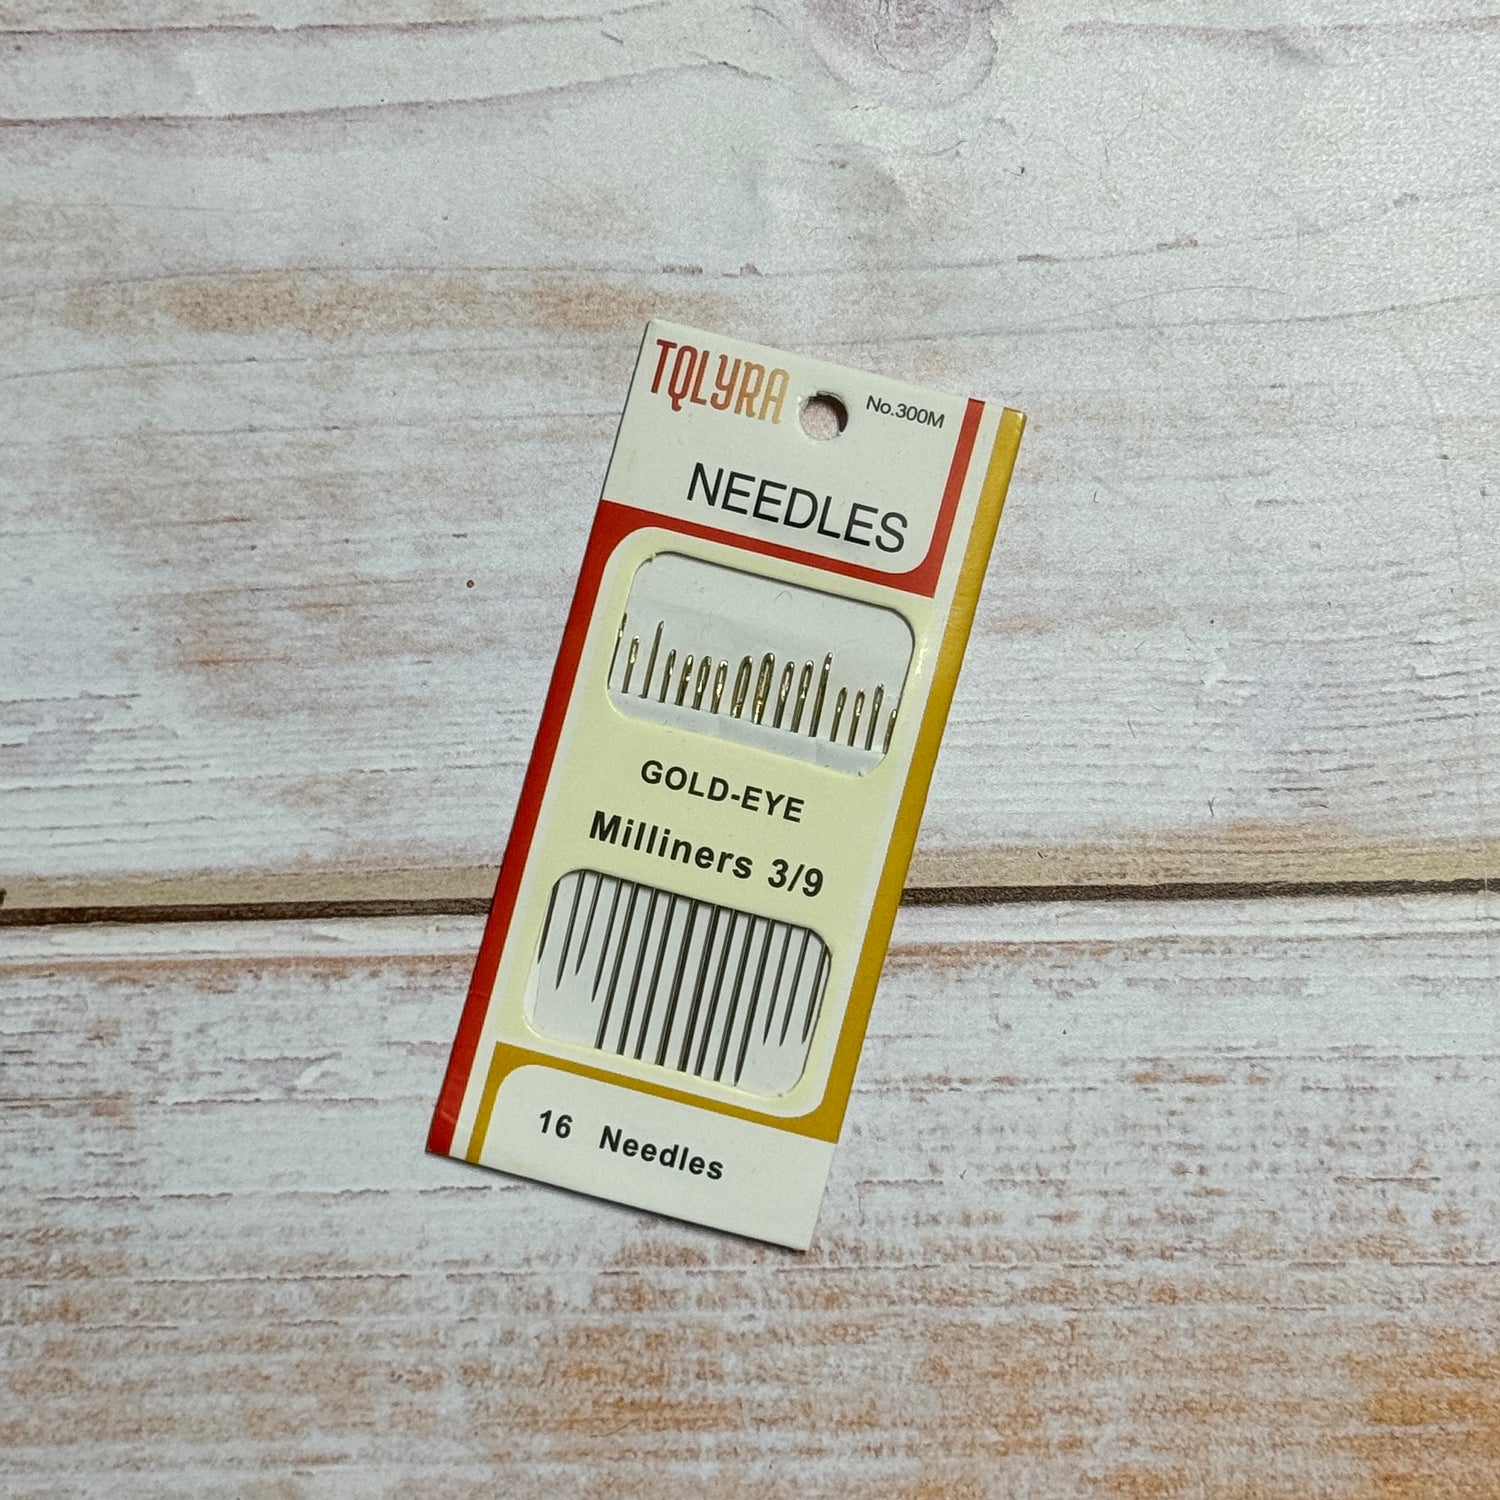 TQLYRA
No.300M
NEEDLES
GOLD-EYE
Milliners 3/9
16 Needles